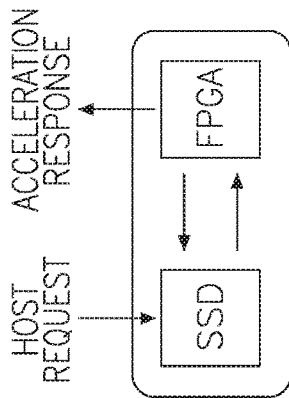 HOST
REQUEST
ACCELERATION
RESPONSE
SSD
FPGA